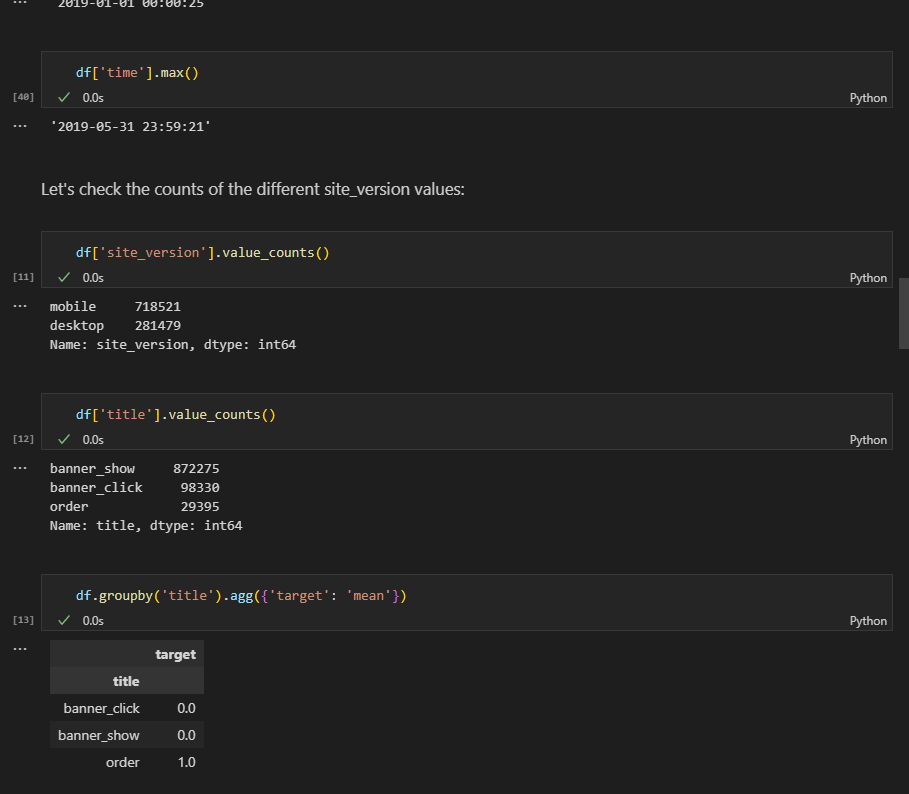 ... '2019-01-01 00:00:25
df['time'].max()
[40] 0.0s Python
... '2019-05-31 23:59:21'
Let's check the counts of the different site_version values:
df['site_version'].value_counts()
[11] 0.0s Python
... mobile 718521
desktop 281479
Name: site_version, dtype: int64
df['title'].value_counts()
[12] 0.0s Python
... banner_show 872275
banner_click 98330
order 29395
Name: title, dtype: int64
df.groupby('title').agg({'target': 'mean'})
[13] 0.0s Python
... target
title
banner_click 0.0
banner_show 0.0
order 1.0